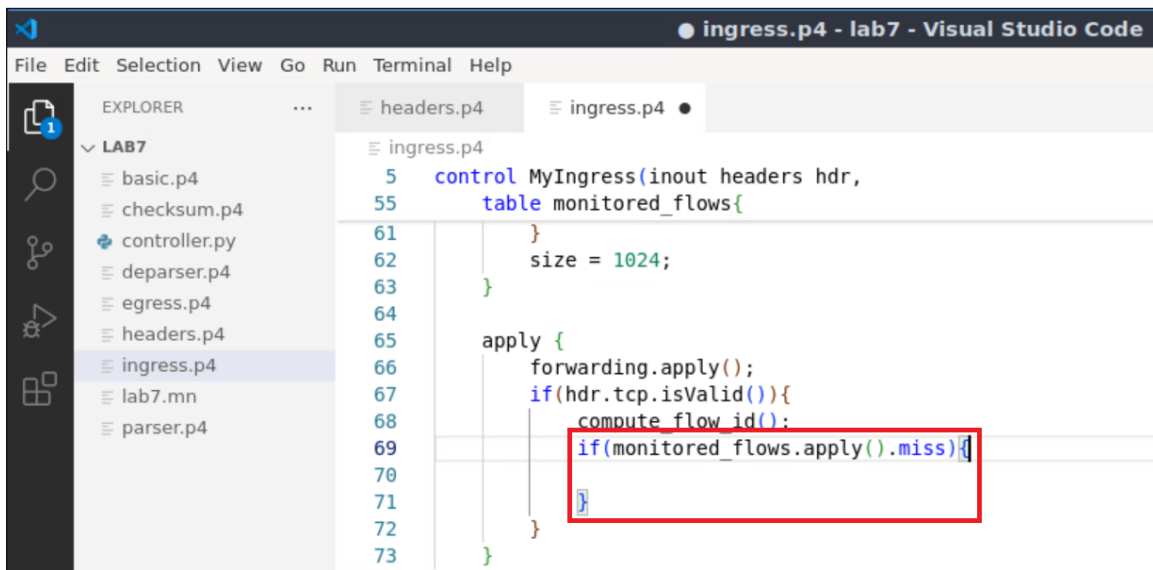 ● ingress.p4 - lab7 - Visual Studio Code
File Edit Selection View Go Run Terminal Help
EXPLORER ...
headers.p4 ingress.p4 ●
1
LAB7
basic.p4
checksum.p4
controller.py
deparser.p4
egress.p4
headers.p4
ingress.p4
lab7.mn
parser.p4
ingress.p4
5 control MyIngress(inout headers hdr,
55 table monitored_flows{
61 }
62 size = 1024;
63 }
64
65 apply {
66 forwarding.apply();
67 if(hdr.tcp.isValid()){
68 compute_flow_id();
69 if(monitored_flows.apply().miss){
70
71 }
72 }
73 }